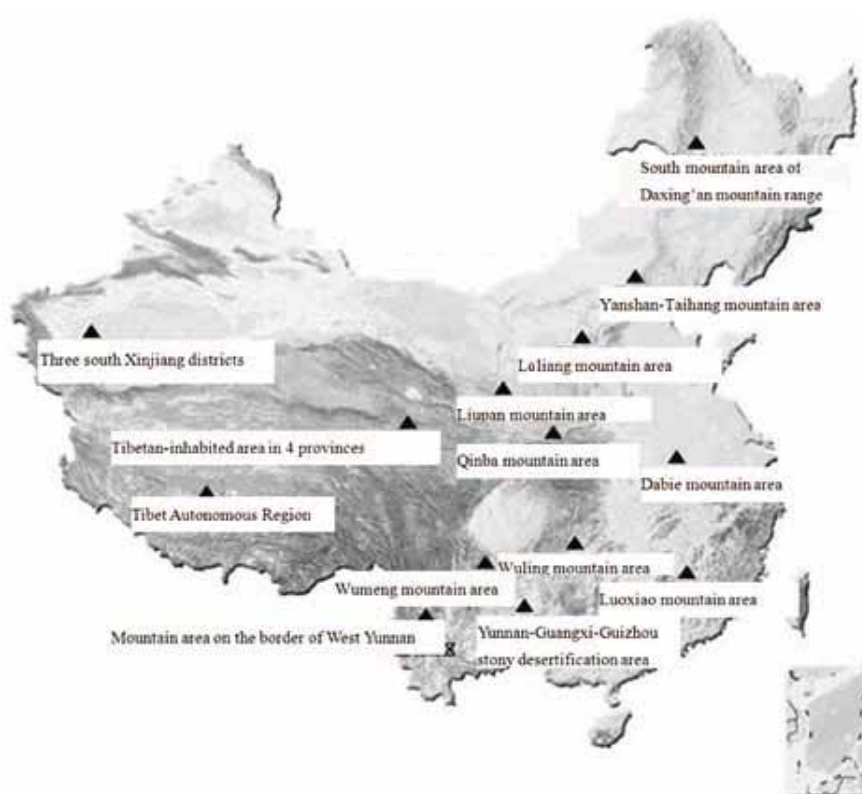 South mountain area of
Daxing'an mountain range
Yanshan-Taihang mountain area
Three south Xinjiang districts
Lüliang mountain area
Liupan mountain area
Tibetan-inhabited area in 4 provinces
Qinba mountain area
Dabie mountain area
Tibet Autonomous Region
Wuling mountain area
Wumeng mountain area
Luoxiao mountain area
Mountain area on the border of West Yunnan
Yunnan-Guangxi-Guizhou
stony desertification area